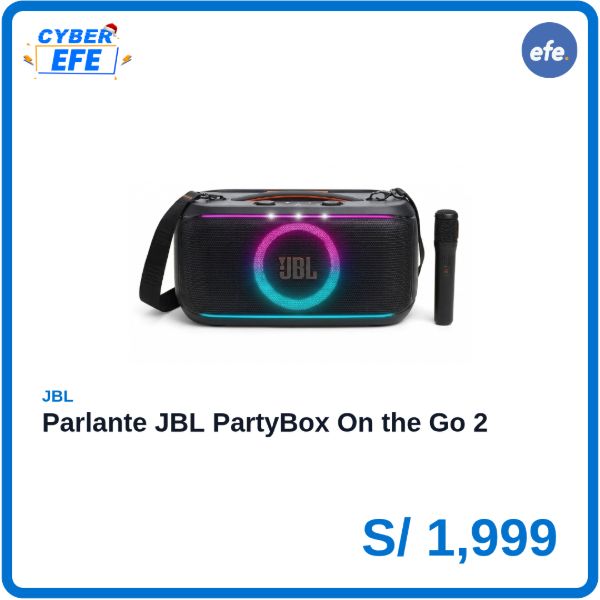 CYBER
EFE
efe.
JBL
JBL
Parlante JBL PartyBox On the Go 2
S/ 1,999